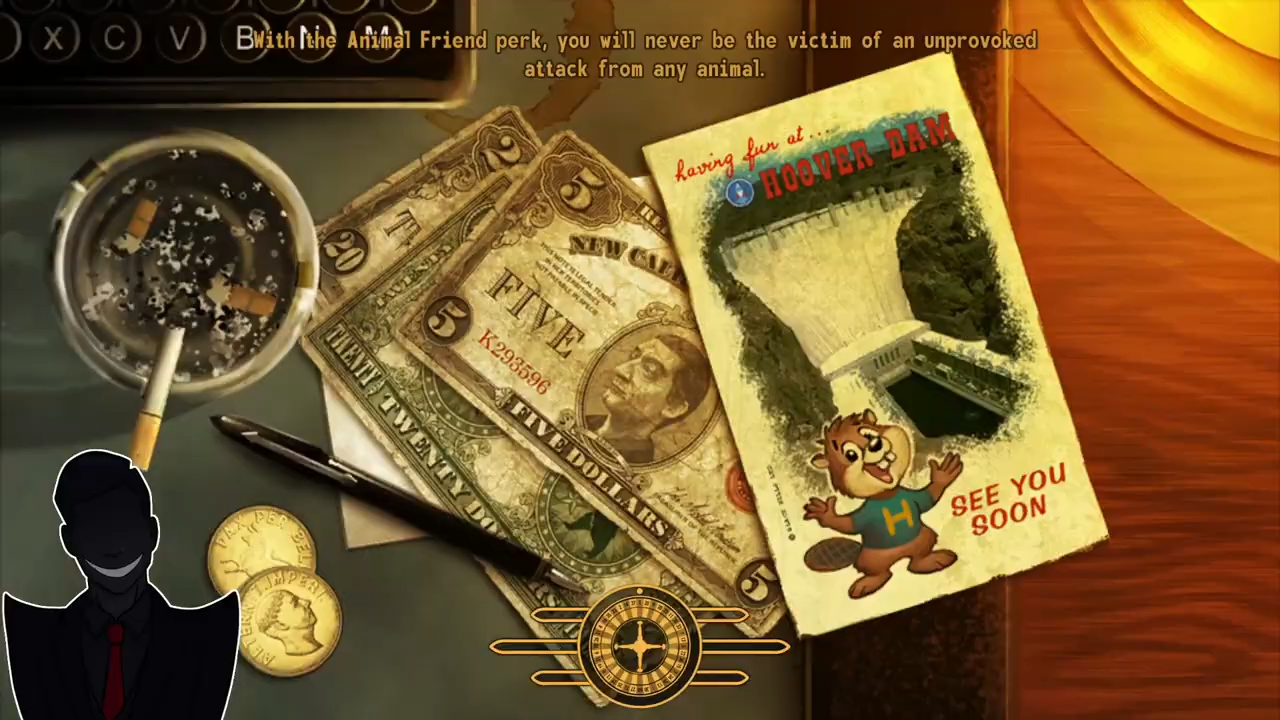 X C V B N M
With the Animal Friend perk, you will never be the victim of an unprovoked
attack from any animal.
having fun at ...
HOOVER DAM
2
20
TWENTY TWENTY
5
NEW CALI
FIVE
5
K293596
FIVE DOLLARS
5
PAX PER BEL
H
SEE YOU
SOON